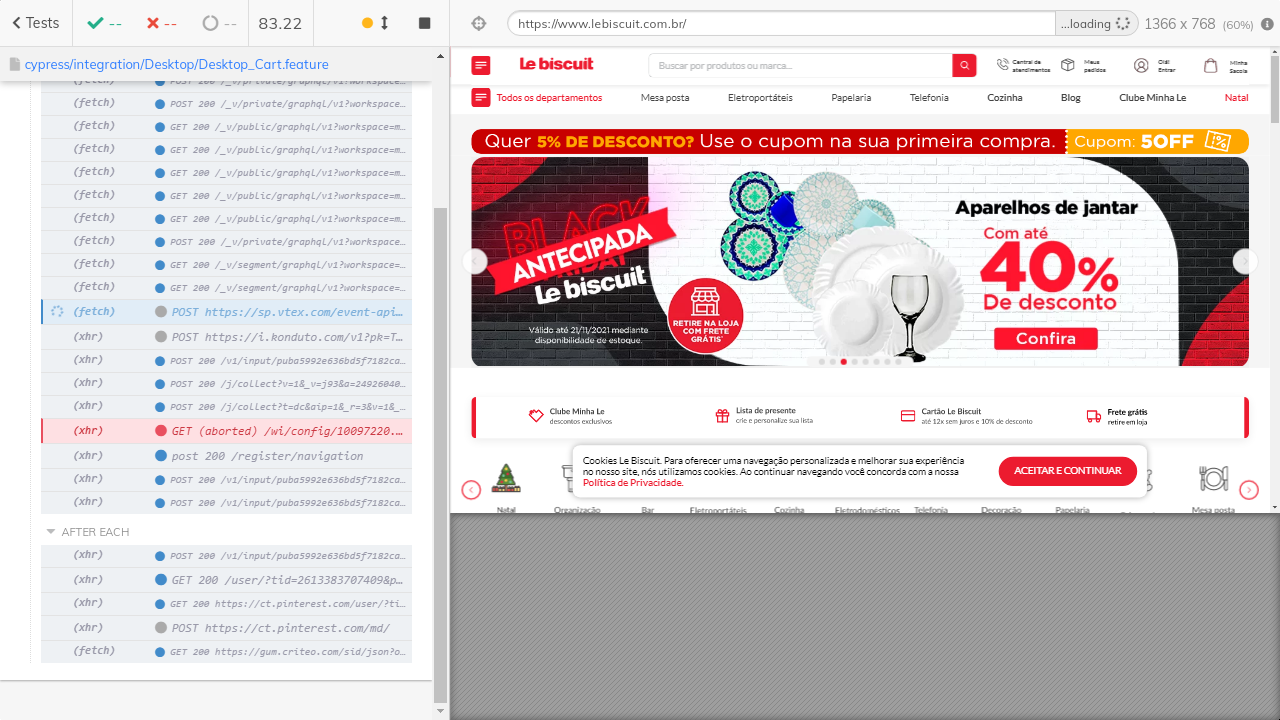 Tests
--
--
--
83.22
https://www.lebiscuit.com.br/
...loading
1366 x 768 (60%)
cypress/integration/Desktop/Desktop_Cart.feature
(fetch) POST 200 /_v/private/graphql/v1?workspace=m...
(fetch) GET 200 /_v/public/graphql/v1?workspace=m...
(fetch) GET 200 /_v/public/graphql/v1?workspace=m...
(fetch) GET 200 /_v/public/graphql/v1?workspace=m...
(fetch) GET 200 /_v/public/graphql/v1?workspace=m...
(fetch) GET 200 /_v/public/graphql/v1?workspace=m...
(fetch) POST 200 /_v/private/graphql/v1?workspace=...
(fetch) GET 200 /_v/segment/graphql/v1?workspace=...
(fetch) GET 200 /_v/segment/graphql/v1?workspace=...
(fetch) POST https://sp.vtex.com/event-api...
(xhr) POST https://i.konduto.com/v1?pk=T...
(xhr) POST 200 /v1/input/puba5992e636bd5f7182ca...
(xhr) POST 200 /j/collect?v=1&_v=j93&a=24926040...
(xhr) POST 200 /j/collect?t=dc&aip=1&_r=3&v=1&_...
(xhr) post 200 /register/navigation
(xhr) POST 200 /v1/input/puba5992e636bd5f7182ca...
(xhr) POST 200 /v1/input/puba5992e636bd5f7182ca...
AFTER EACH
(xhr) POST 200 /v1/input/puba5992e636bd5f7182ca...
(xhr) GET 200 /user/?tid=2613383707409&p...
(xhr) GET 200 https://ct.pinterest.com/user/?ti...
(xhr) POST https://ct.pinterest.com/md/
(fetch) GET 200 https://gum.criteo.com/sid/json?o...
Le biscuit
Buscar por produtos ou marca...
Central de
atendimentos
Meus
pedidos
Olá!
Entrar
Minha
Sacola
Todos os departamentos
Mesa posta
Eletroportáteis
Papelaria
Telefonia
Cozinha
Blog
Clube Minha Le
Natal
Quer 5% DE DESCONTO? Use o cupom na sua primeira compra.
Cupom: 5OFF
BLACK
FRIDAY
ANTECIPADA
Le biscuit
Válido até 21/11/2021 mediante
disponibilidade de estoque.
RETIRE NA LOJA
COM FRETE
GRÁTIS*
Aparelhos de jantar
Com até
40%
De desconto
Confira
Clube Minha Le
descontos exclusivos
Lista de presente
crie e personalize sua lista
Cartão Le Biscuit
até 12x sem juros e 10% de desconto
Frete grátis
retire em loja
Cookies Le Biscuit. Para oferecer uma navegação personalizada e melhorar sua experiência
no nosso site, nós utilizamos cookies. Ao continuar navegando você concorda com a nossa
Política de Privacidade.
ACEITAR E CONTINUAR
Natal
Organização
Bar
Eletroportáteis
Cozinha
Eletrodomésticos
Telefonia
Decoração
Papelaria
Mesa posta